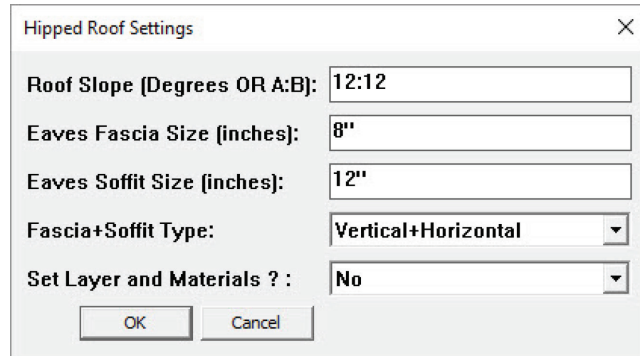 Hipped Roof Settings
Roof Slope (Degrees OR A:B): 12:12
Eaves Fascia Size (inches): 8"
Eaves Soffit Size (inches): 12"
Fascia+Soffit Type: Vertical+Horizontal
Set Layer and Materials ? : No
OK Cancel